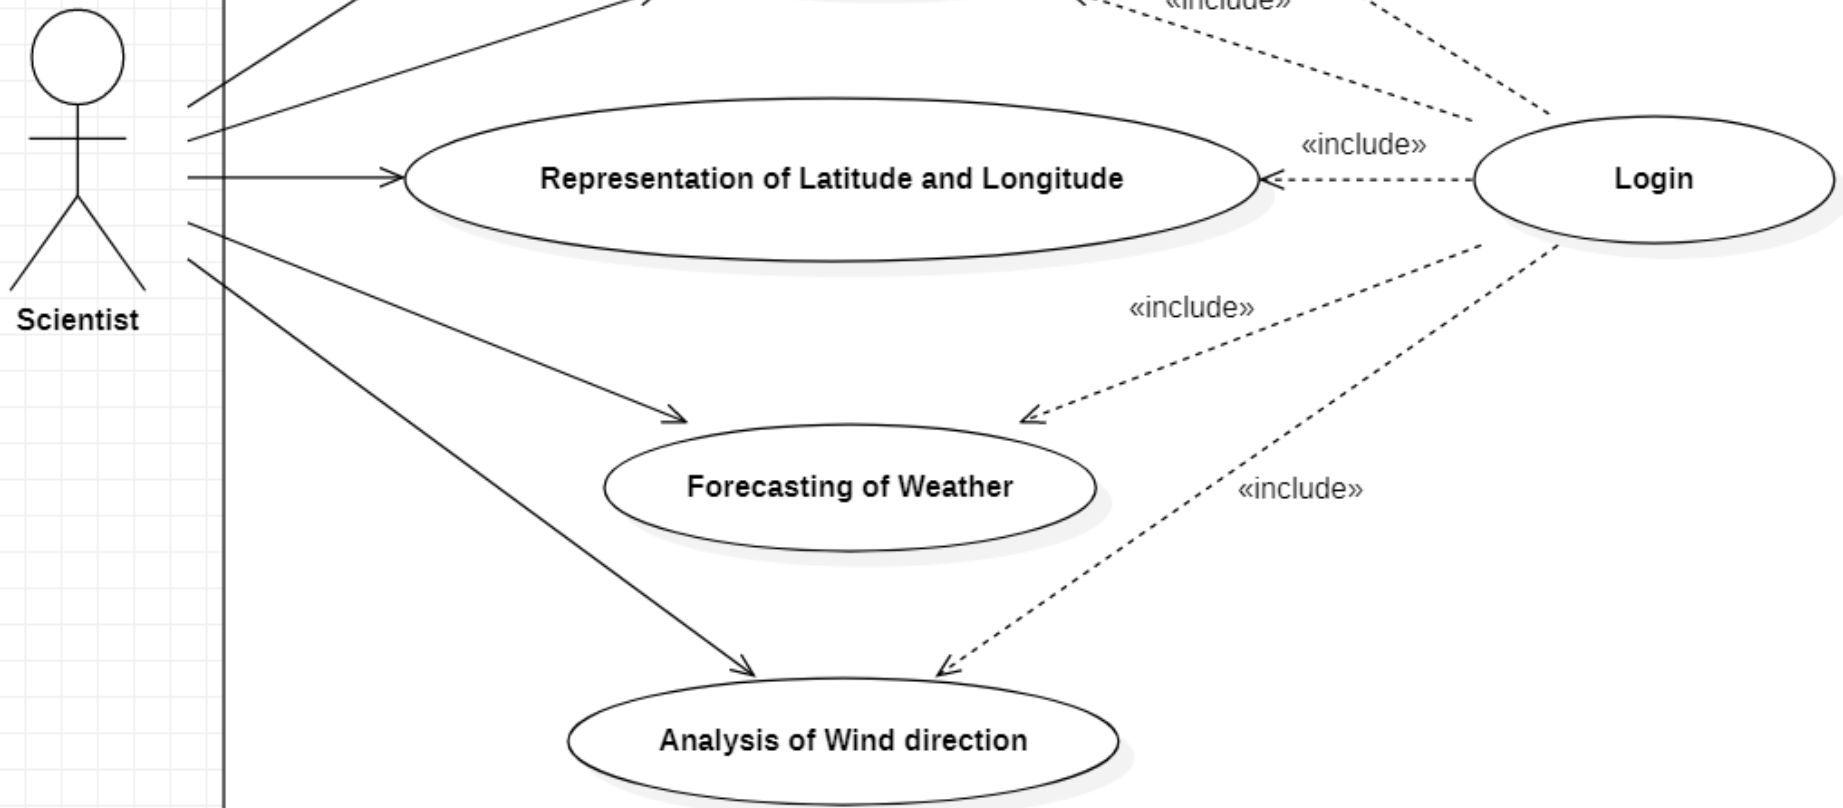 «include»
«include»
Representation of Latitude and Longitude
Login
Scientist
«include»
Forecasting of Weather
«include»
Analysis of Wind direction